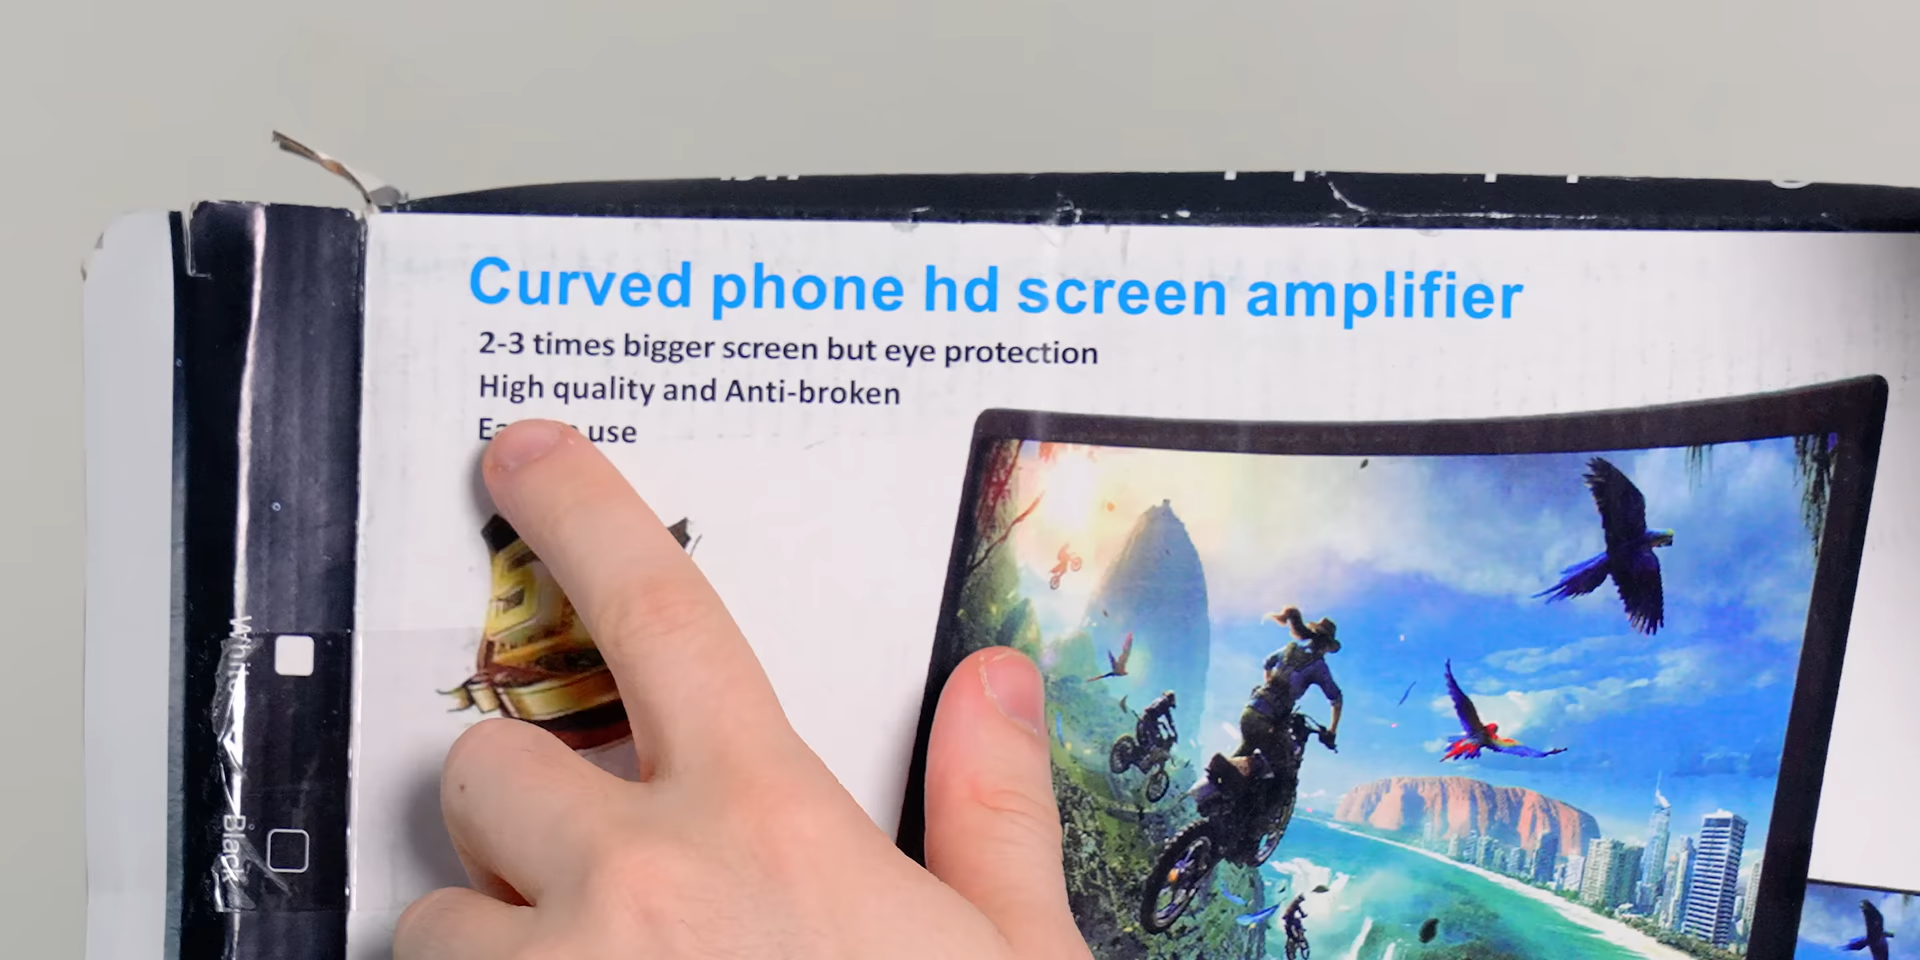 Curved phone hd screen amplifier
2-3 times bigger screen but eye protection
High quality and Anti-broken
use
White
Black